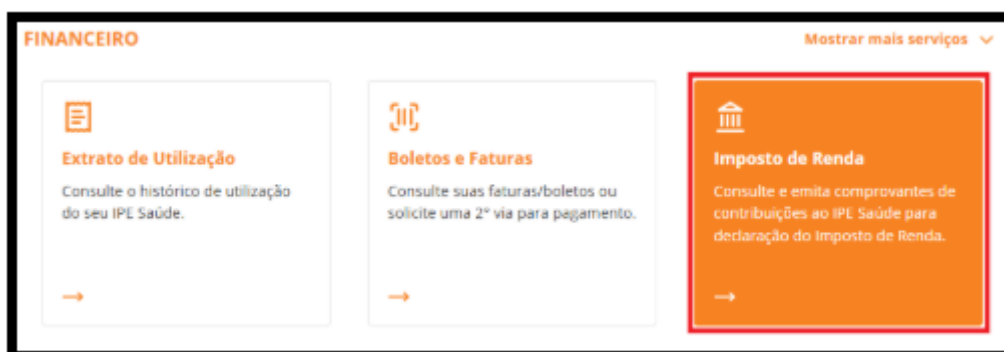 FINANCEIRO
Mostrar mais serviços
Extrato de Utilização
Consulte o histórico de utilização
do seu IPE Saúde.
Boletos e Faturas
Consulte suas faturas/boletos ou
solicite uma 2º via para pagamento.
Imposto de Renda
Consulte e emita comprovantes de
contribuições ao IPE Saúde para
declaração do Imposto de Renda.